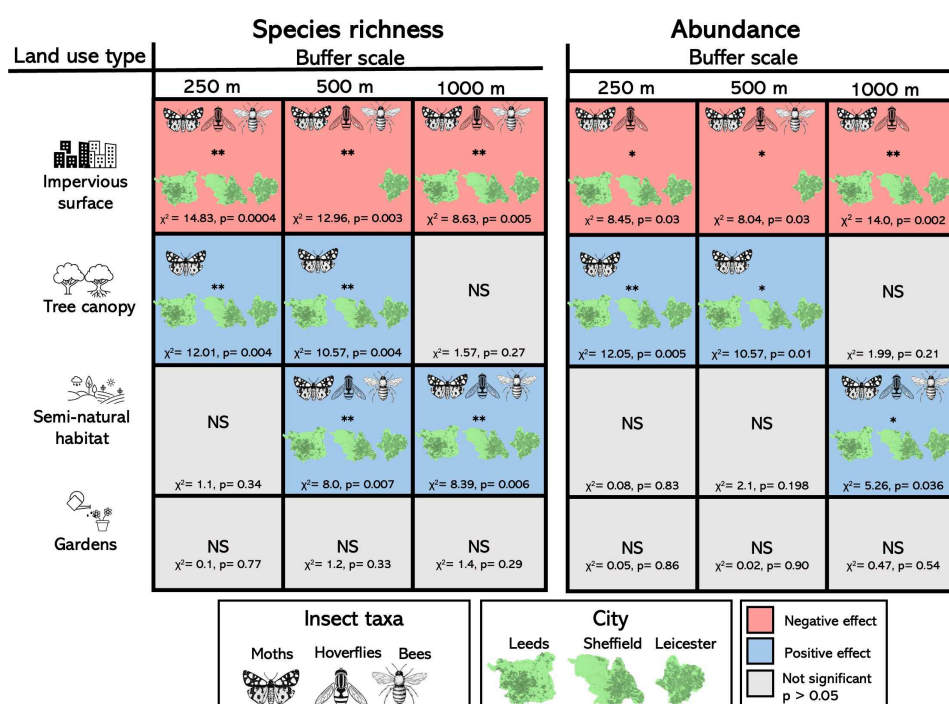 Species richness
Abundance
Land use type
Buffer scale
Buffer scale
250 m
500 m
1000 m
250 m
500 m
1000 m
Impervious
surface
**
**
**
*
*
**
χ² = 14.83, p= 0.0004
χ² = 12.96, p= 0.003
χ² = 8.63, p= 0.005
χ² = 8.45, p= 0.03
χ² = 8.04, p= 0.03
χ² = 14.0, p= 0.002
Tree canopy
**
**
NS
**
*
NS
χ²= 12.01, p= 0.004
χ²= 10.57, p= 0.004
χ²= 1.57, p= 0.27
χ²= 12.05, p= 0.005
χ²= 10.57, p= 0.01
χ²= 1.99, p= 0.21
Semi-natural
habitat
NS
**
**
NS
NS
*
χ²= 1.1, p= 0.34
χ²= 8.0, p= 0.007
χ²= 8.39, p= 0.006
χ²= 0.08, p= 0.83
χ²= 2.1, p= 0.198
χ²= 5.26, p= 0.036
Gardens
NS
NS
NS
NS
NS
NS
χ²= 0.1, p= 0.77
χ²= 1.2, p= 0.33
χ²= 1.4, p= 0.29
χ²= 0.05, p= 0.86
χ²= 0.02, p= 0.90
χ²= 0.47, p= 0.54
Insect taxa
Moths
Hoverflies
Bees
City
Leeds
Sheffield
Leicester
Negative effect
Positive effect
Not significant
p > 0.05